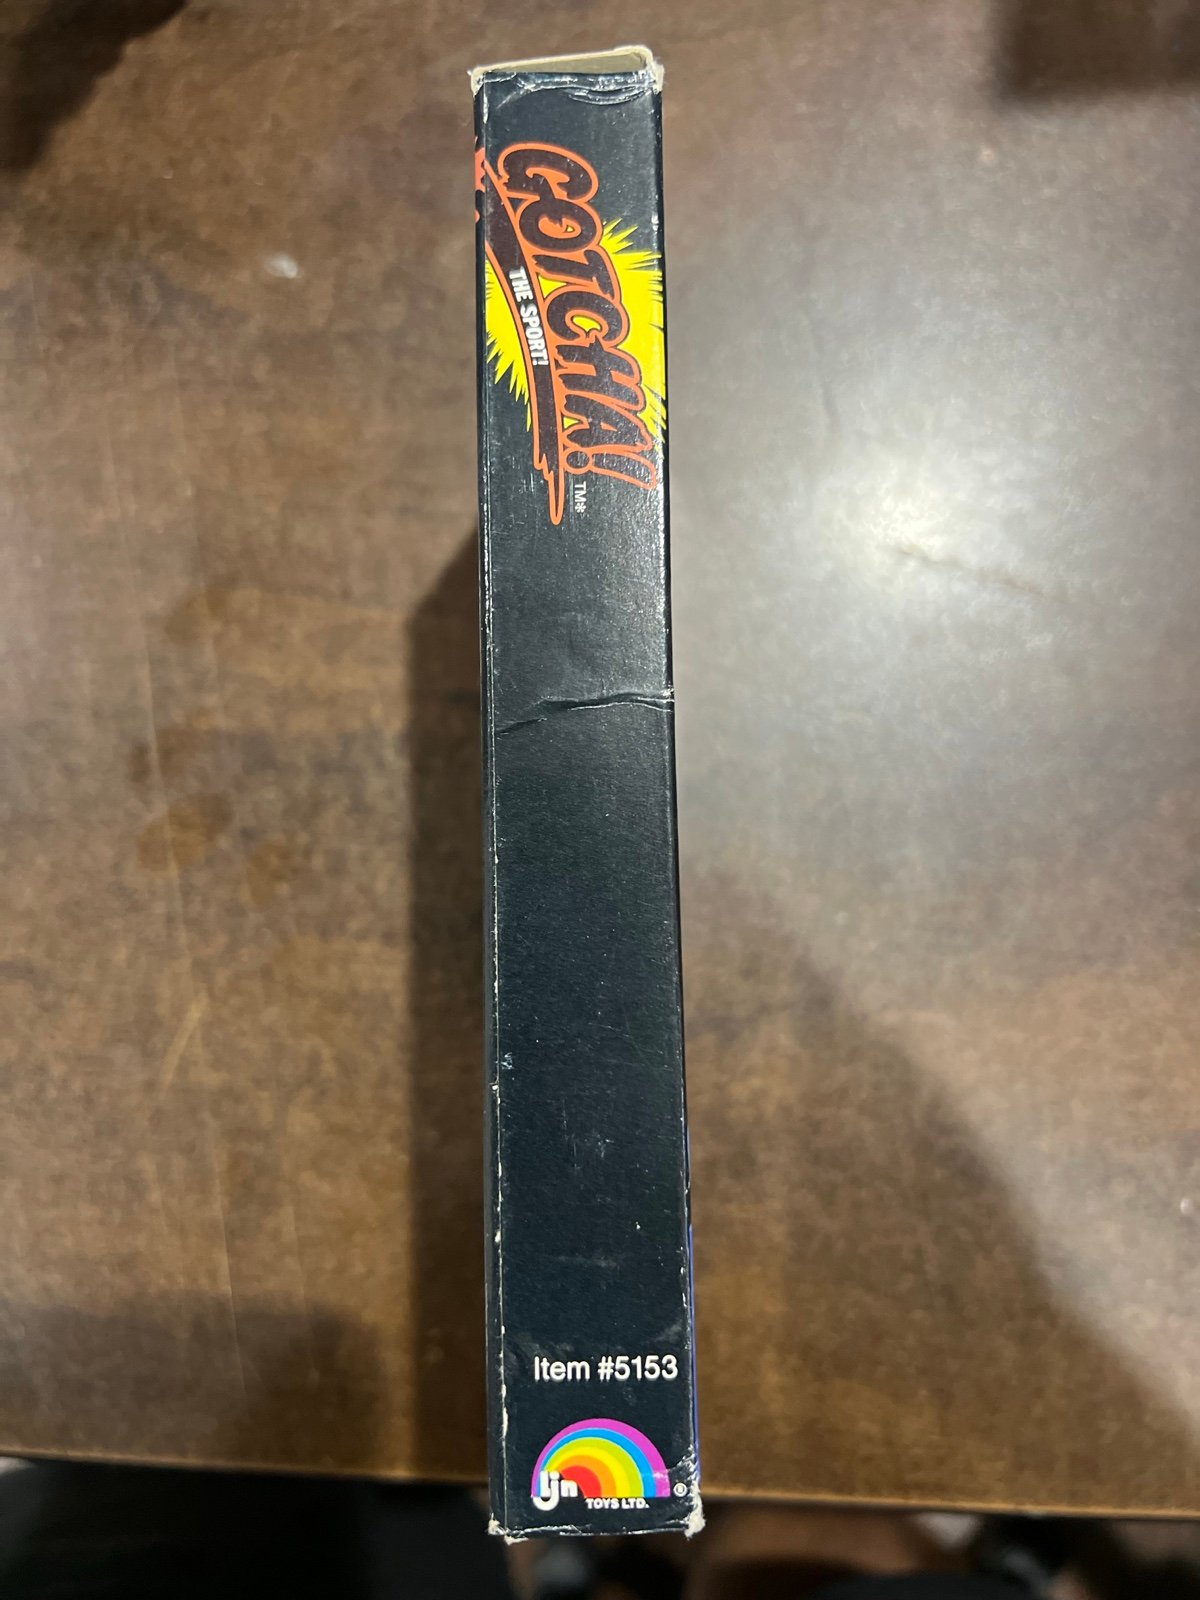 GOTCHA!
THE SPORT!
TM*
Item #5153
ljn
TOYS LTD.
®